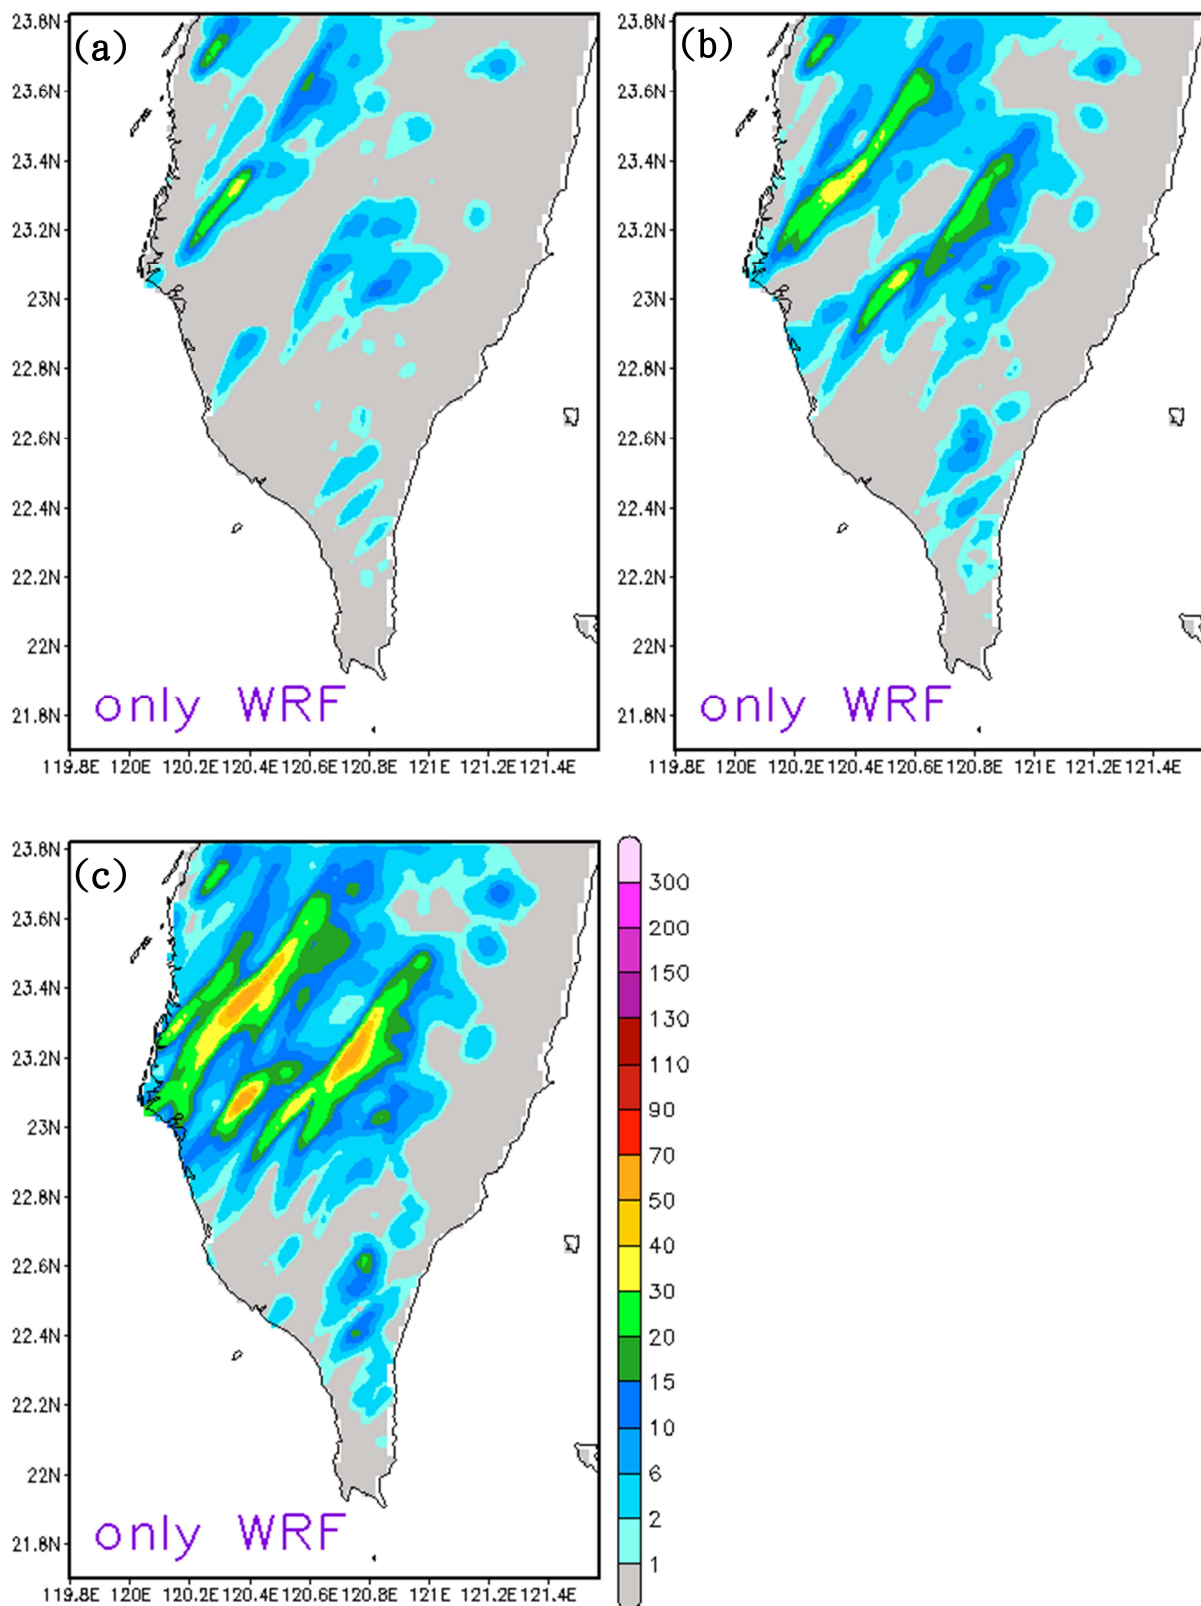 (a)
23.8N
23.6N
23.4N
23.2N
23N
22.8N
22.6N
22.4N
22.2N
22N
21.8N
only WRF
119.8E 120E 120.2E 120.4E 120.6E 120.8E 121E 121.2E 121.4E
(b)
23.8N
23.6N
23.4N
23.2N
23N
22.8N
22.6N
22.4N
22.2N
22N
21.8N
only WRF
119.8E 120E 120.2E 120.4E 120.6E 120.8E 121E 121.2E 121.4E
(c)
23.8N
23.6N
23.4N
23.2N
23N
22.8N
22.6N
22.4N
22.2N
22N
21.8N
only WRF
119.8E 120E 120.2E 120.4E 120.6E 120.8E 121E 121.2E 121.4E
300
200
150
130
110
90
70
50
40
30
20
15
10
6
2
1